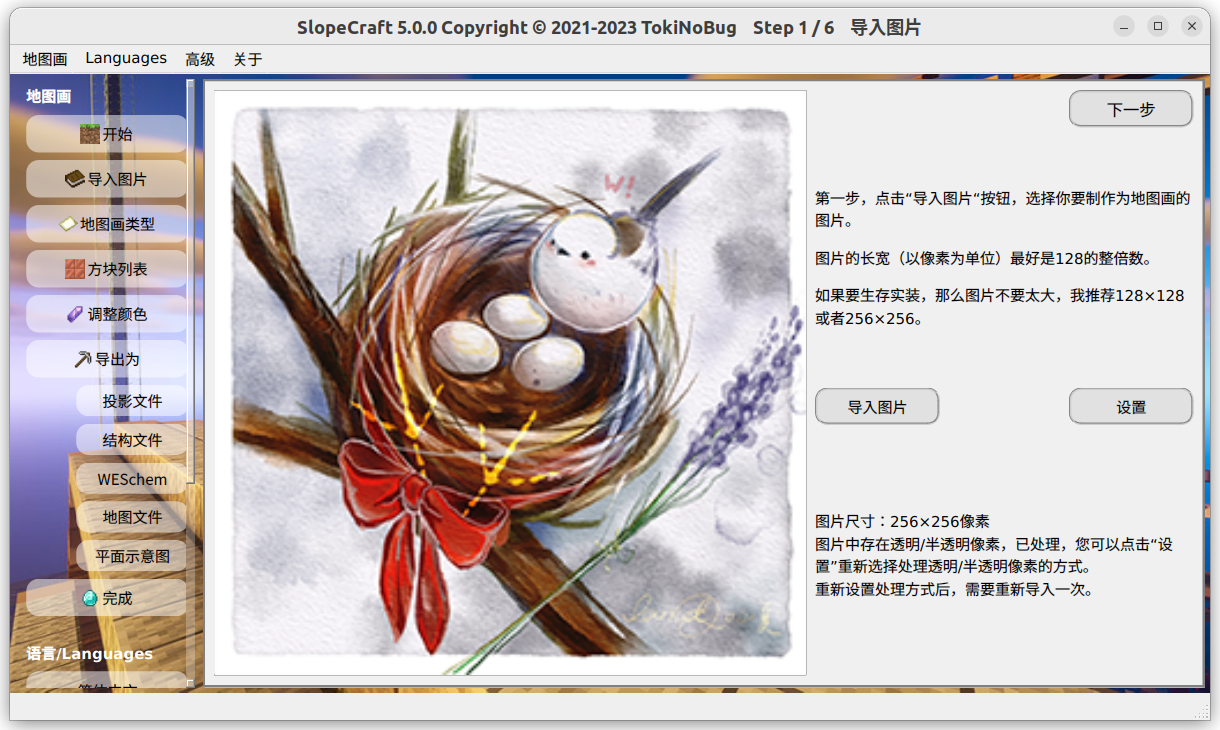 SlopeCraft 5.0.0 Copyright © 2021-2023 TokiNoBug Step 1 / 6 导入图片
地图画 Languages 高级 关于
地图画
开始
导入图片
地图画类型
方块列表
调整颜色
导出为
投影文件
结构文件
WESchem
地图文件
平面示意图
完成
语言/Languages
简体中文
W!
下一步
第一步，点击“导入图片“按钮，选择你要制作为地图画的
图片。
图片的长宽（以像素为单位）最好是128的整倍数。
如果要生存实装，那么图片不要太大，我推荐128×128
或者256×256。
导入图片
设置
图片尺寸：256×256像素
图片中存在透明/半透明像素，已处理，您可以点击“设
置”重新选择处理透明/半透明像素的方式。
重新设置处理方式后，需要重新导入一次。